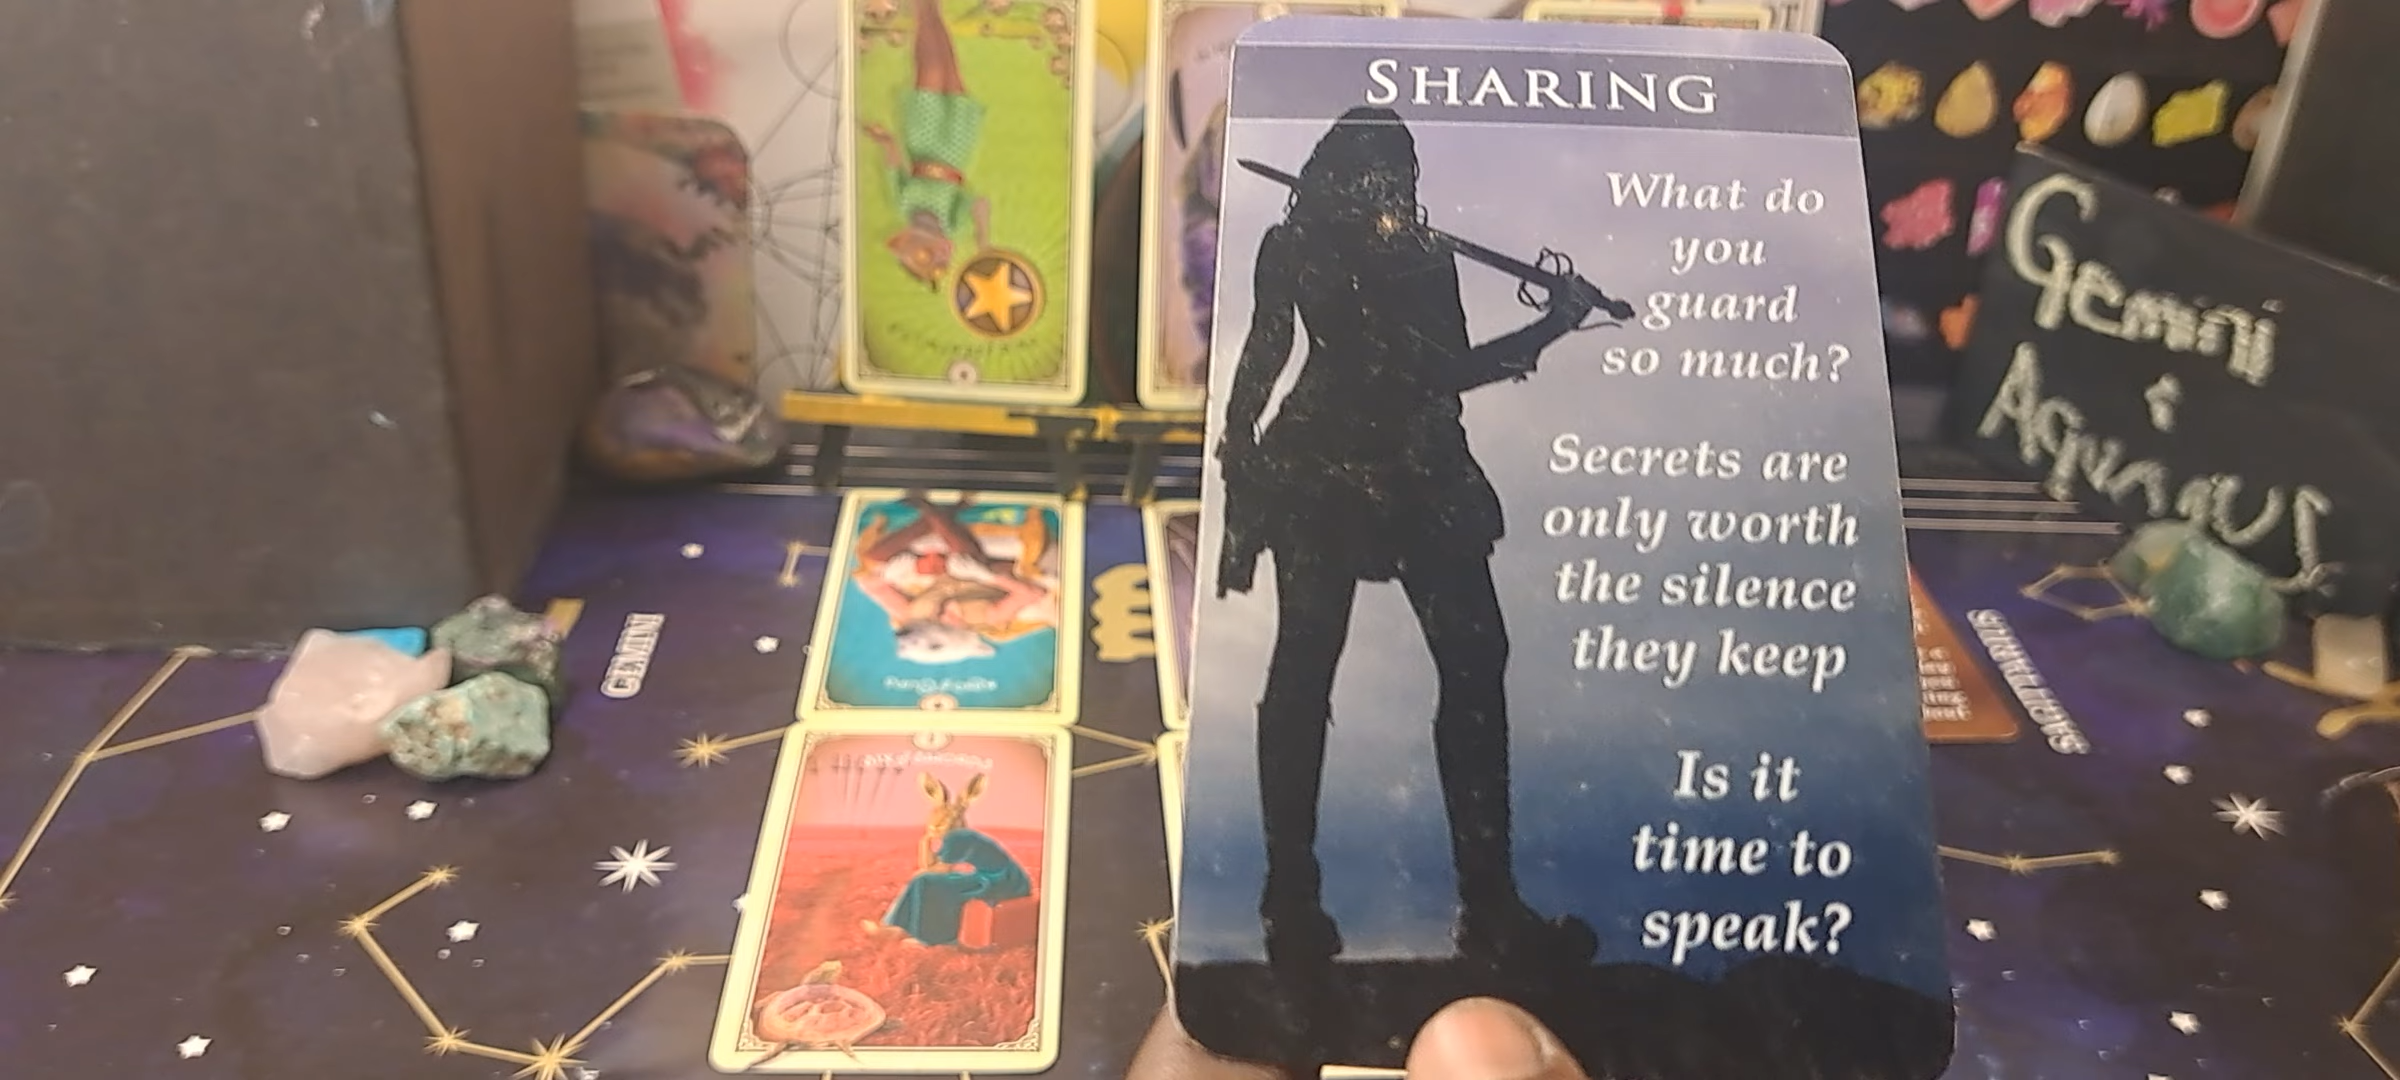 SHARING
What do
you
guard
so much?
Secrets are
only worth
the silence
they keep
Is it
time to
speak?
Gemini
&
Aquarius
GEMINI
AQUARIUS